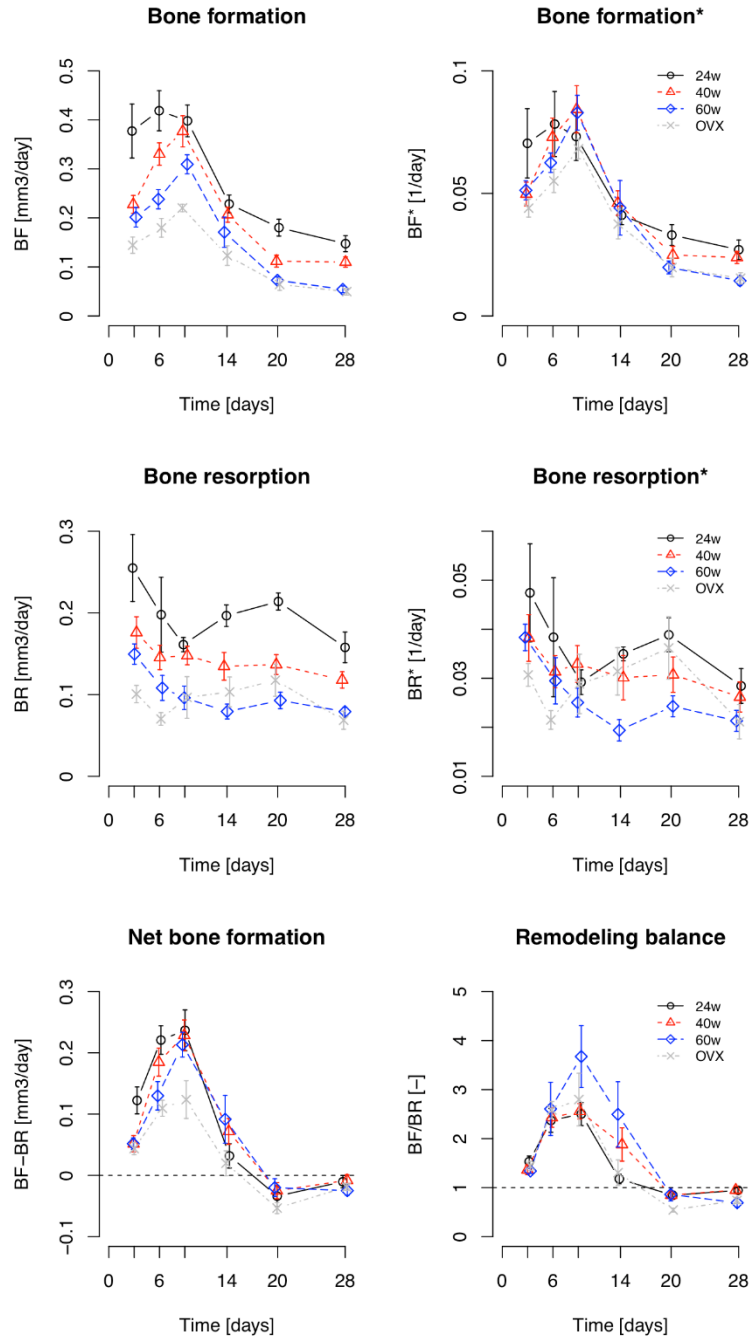 Bone formation
BF [mm3/day]
0.5
0.4
0.3
0.2
0.1
0
0 6 14 20 28
Time [days]
Bone formation*
BF* [1/day]
0.1
0.05
0
24w
40w
60w
OVX
6 14 20 28
Time [days]
Bone resorption
BR [mm3/day]
0.3
0.2
0.1
0
0 6 14 20 28
Time [days]
Bone resorption*
BR* [1/day]
0.05
0.03
0.01
24w
40w
60w
OVX
0 6 14 20 28
Time [days]
Net bone formation
BF−BR [mm3/day]
0.3
0.2
0.1
0
−0.1
0 6 14 20 28
Time [days]
Remodeling balance
BF/BR [−]
5
4
3
2
1
0
24w
40w
60w
OVX
0 6 14 20 28
Time [days]